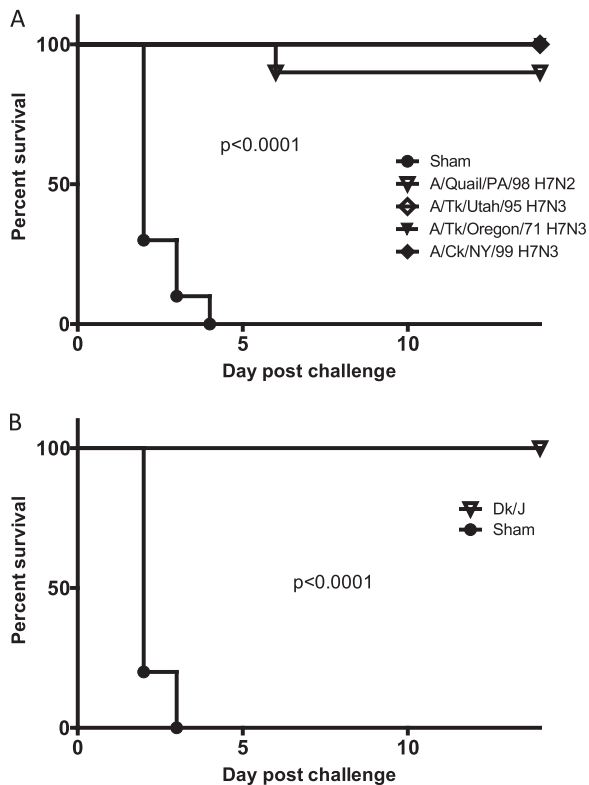 A
100
Percent survival
p<0.0001
50
Sham
A/Quail/PA/98 H7N2
A/Tk/Utah/95 H7N3
A/Tk/Oregon/71 H7N3
A/Ck/NY/99 H7N3
0
0 5 10
Day post challenge
B
100
Percent survival
Dk/J
Sham
p<0.0001
50
0
0 5 10
Day post challenge